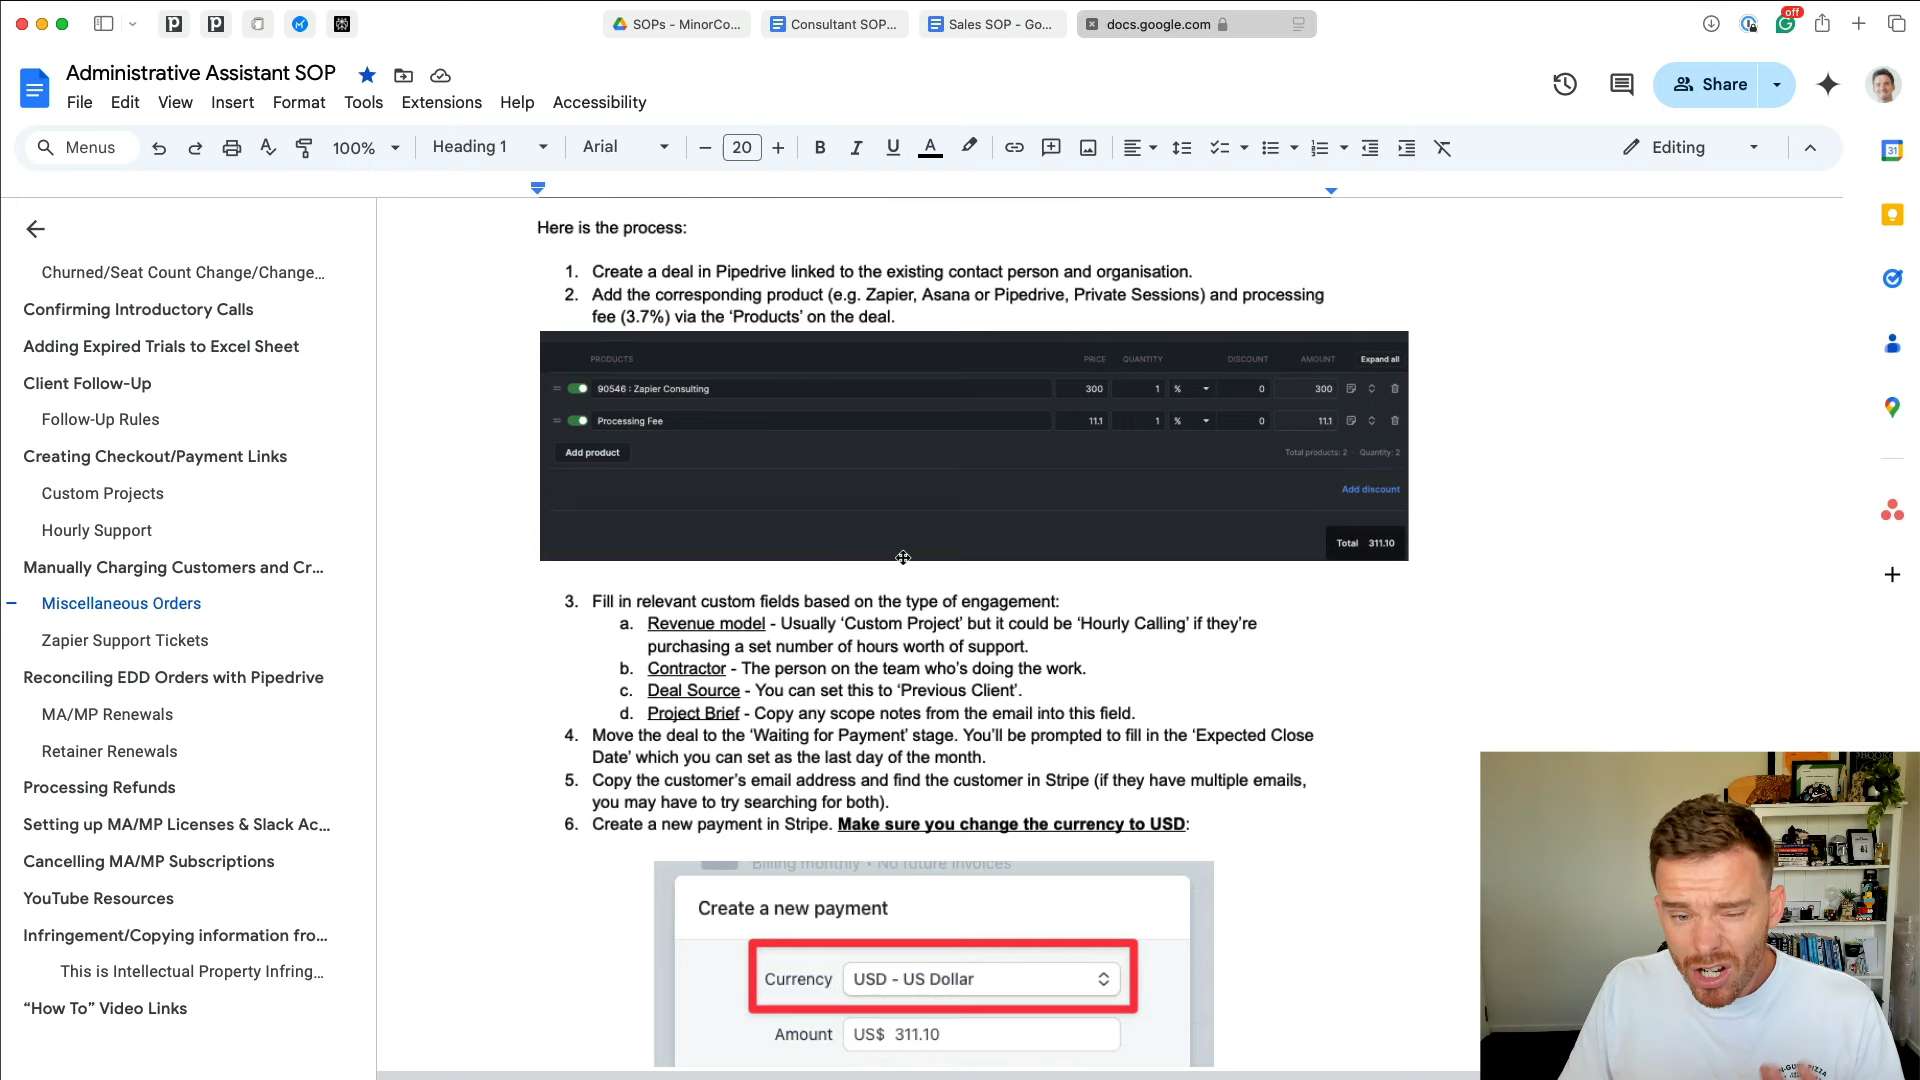 SOPs - MinorCo...
Consultant SOP...
Sales SOP - Go...
docs.google.com
off
Administrative Assistant SOP
File Edit View Insert Format Tools Extensions Help Accessibility
Share
Menus
100%
Heading 1
Arial
20
B I U A
Editing
31
Churned/Seat Count Change/Change...
Confirming Introductory Calls
Adding Expired Trials to Excel Sheet
Client Follow-Up
Follow-Up Rules
Creating Checkout/Payment Links
Custom Projects
Hourly Support
Manually Charging Customers and Cr...
Miscellaneous Orders
Zapier Support Tickets
Reconciling EDD Orders with Pipedrive
MA/MP Renewals
Retainer Renewals
Processing Refunds
Setting up MA/MP Licenses & Slack Ac...
Cancelling MA/MP Subscriptions
YouTube Resources
Infringement/Copying information fro...
This is Intellectual Property Infring...
“How To” Video Links
Here is the process:
1. Create a deal in Pipedrive linked to the existing contact person and organisation.
2. Add the corresponding product (e.g. Zapier, Asana or Pipedrive, Private Sessions) and processing
fee (3.7%) via the ‘Products’ on the deal.
PRODUCTS PRICE QUANTITY DISCOUNT AMOUNT Expand all
90546 : Zapier Consulting 300 1 % 0 300
Processing Fee 11.1 1 % 0 11.1
Add product
Total products: 2 · Quantity: 2
Add discount
Total 311.10
3. Fill in relevant custom fields based on the type of engagement:
a. Revenue model - Usually ‘Custom Project’ but it could be ‘Hourly Calling’ if they’re
purchasing a set number of hours worth of support.
b. Contractor - The person on the team who’s doing the work.
c. Deal Source - You can set this to ‘Previous Client’.
d. Project Brief - Copy any scope notes from the email into this field.
4. Move the deal to the ‘Waiting for Payment’ stage. You’ll be prompted to fill in the ‘Expected Close
Date’ which you can set as the last day of the month.
5. Copy the customer’s email address and find the customer in Stripe (if they have multiple emails,
you may have to try searching for both).
6. Create a new payment in Stripe. Make sure you change the currency to USD:
Billing monthly • No future invoices
Create a new payment
Currency USD - US Dollar
Amount US$ 311.10